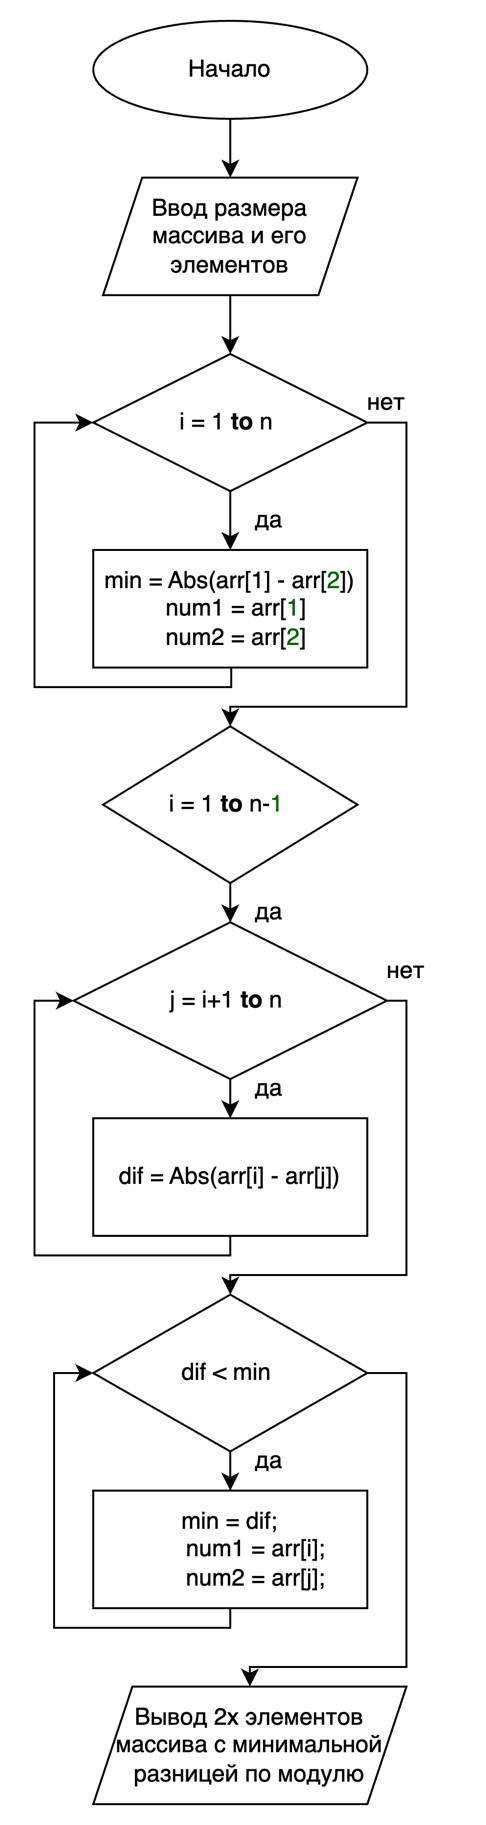 Начало
Ввод размера
массива и его
элементов
i = 1 to n
нет
да
min = Abs(arr[1] - arr[2])
num1 = arr[1]
num2 = arr[2]
i = 1 to n-1
да
j = i+1 to n
нет
да
dif = Abs(arr[i] - arr[j])
dif < min
да
min = dif;
num1 = arr[i];
num2 = arr[j];
Вывод 2х элементов
массива с минимальной
разницей по модулю